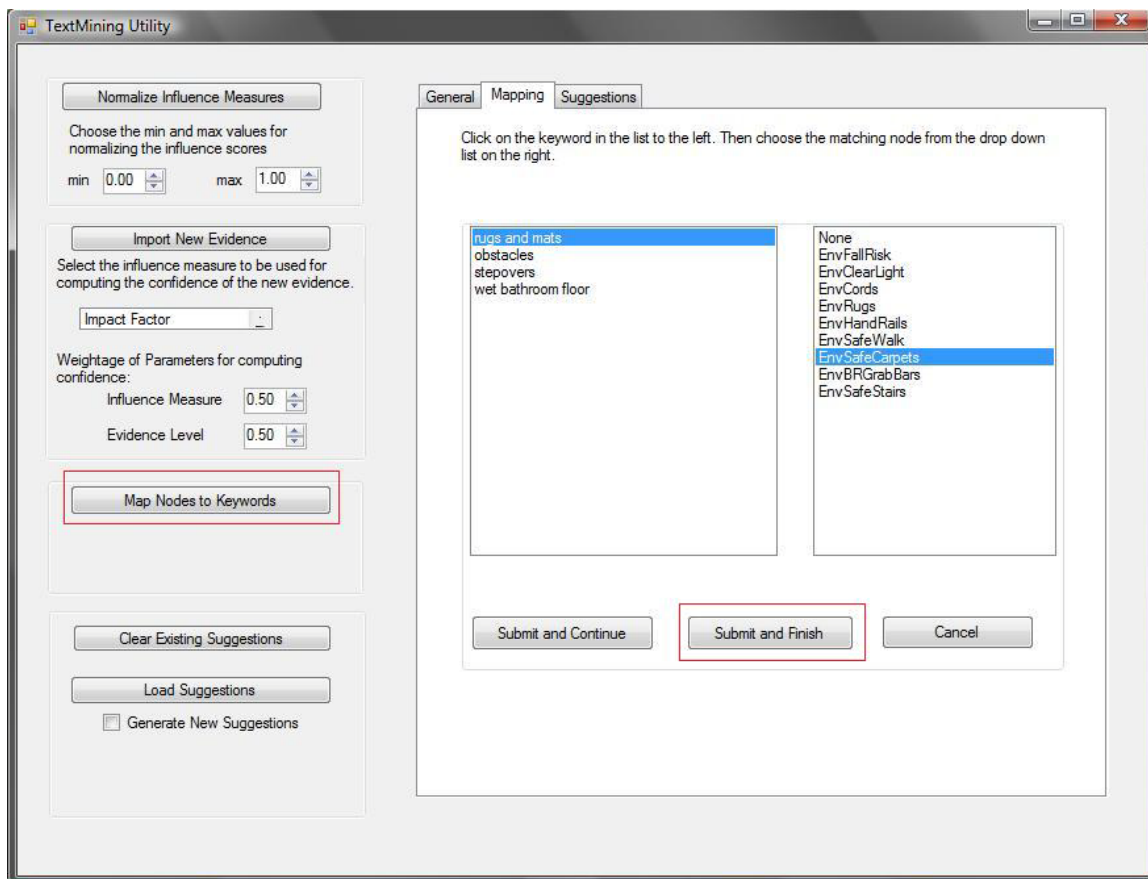 TextMining Utility
Normalize Influence Measures
Choose the min and max values for
normalizing the influence scores
min 0.00 max 1.00
Import New Evidence
Select the influence measure to be used for
computing the confidence of the new evidence.
Impact Factor
Weightage of Parameters for computing
confidence:
Influence Measure 0.50
Evidence Level 0.50
Map Nodes to Keywords
Clear Existing Suggestions
Load Suggestions
Generate New Suggestions
General Mapping Suggestions
Click on the keyword in the list to the left. Then choose the matching node from the drop down
list on the right.
rugs and mats
obstacles
stepovers
wet bathroom floor
None
EnvFallRisk
EnvClearLight
EnvCords
EnvRugs
EnvHandRails
EnvSafeWalk
EnvSafeCarpets
EnvBRGrabBars
EnvSafeStairs
Submit and Continue
Submit and Finish
Cancel